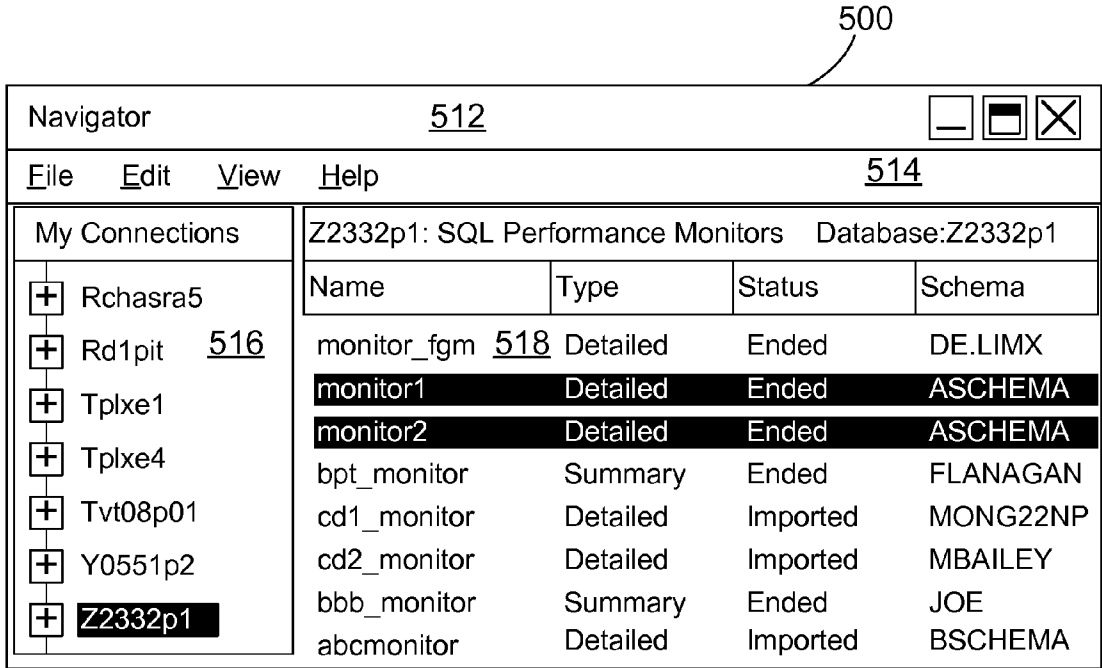 500
Navigator 512
File Edit View Help 514
My Connections
Rchasra5
Rd1pit 516
Tplxe1
Tplxe4
Tvt08p01
Y0551p2
Z2332p1
Z2332p1: SQL Performance Monitors Database:Z2332p1
Name Type Status Schema
monitor_fgm 518 Detailed Ended DE.LIMX
monitor1 Detailed Ended ASCHEMA
monitor2 Detailed Ended ASCHEMA
bpt_monitor Summary Ended FLANAGAN
cd1_monitor Detailed Imported MONG22NP
cd2_monitor Detailed Imported MBAILEY
bbb_monitor Summary Ended JOE
abcmonitor Detailed Imported BSCHEMA